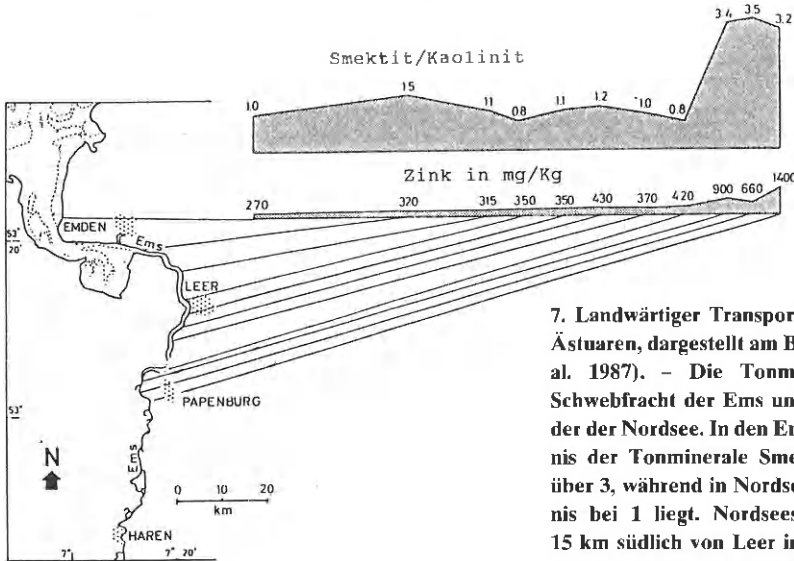 3.4 3.5 3.2
Smektit/Kaolinit
1.0 1.5 1.1 0.8 1.1 1.2 1.0 0.8
Zink in mg/Kg
270 320 315 350 350 430 370 420 900 660 1400
EMDEN
Ems
53°
20'
LEER
PAPENBURG
53°
N
Ems
0 10 20
km
HAREN
7° 7° 20'
7. Landwärtiger Transpor
Ästuaren, dargestellt am B
al. 1987). – Die Tonm
Schwebfracht der Ems un
der der Nordsee. In den En
nis der Tonminerale Sme
über 3, während in Nordse
nis bei 1 liegt. Nordsees
15 km südlich von Leer in